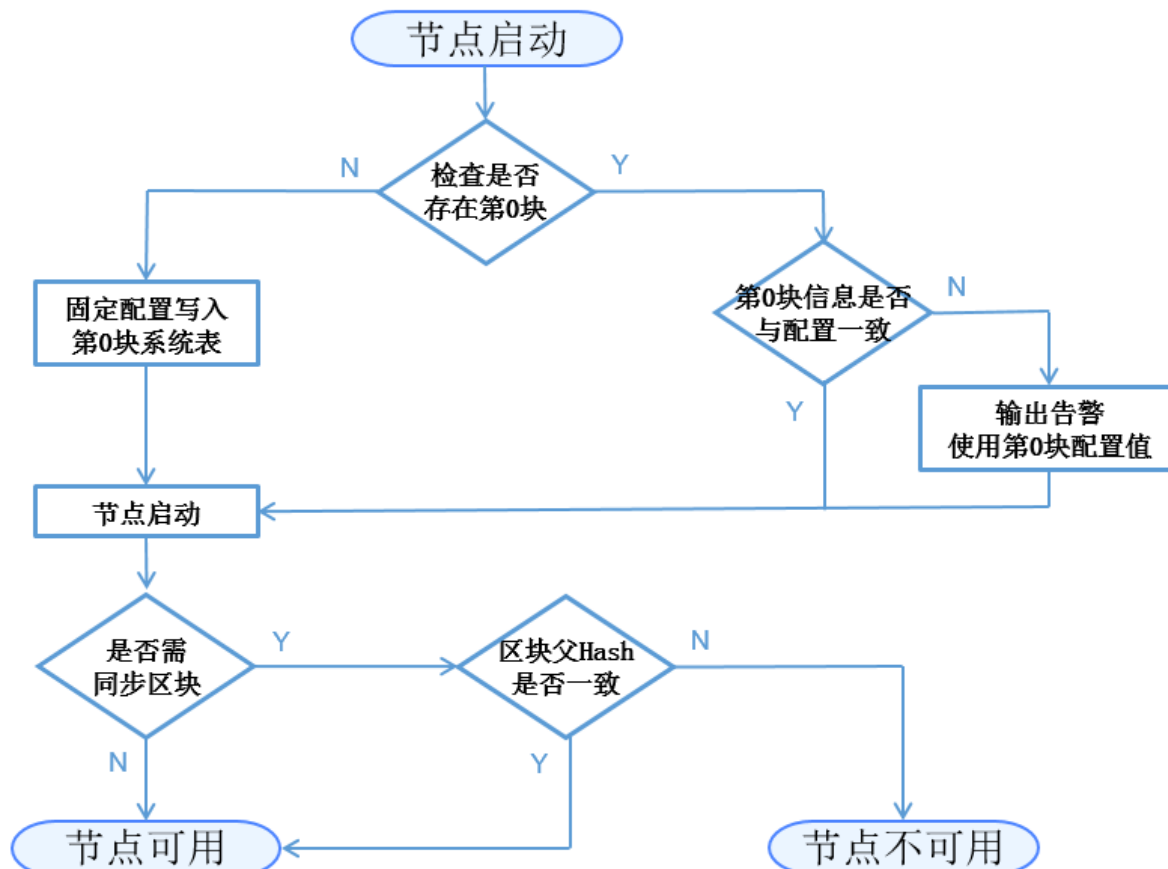 节点启动
N
检查是否
存在第0块
Y
固定配置写入
第0块系统表
第0块信息是否
与配置一致
N
Y
输出告警
使用第0块配置值
节点启动
是否需
同步区块
Y
区块父Hash
是否一致
N
N
Y
节点可用
节点不可用